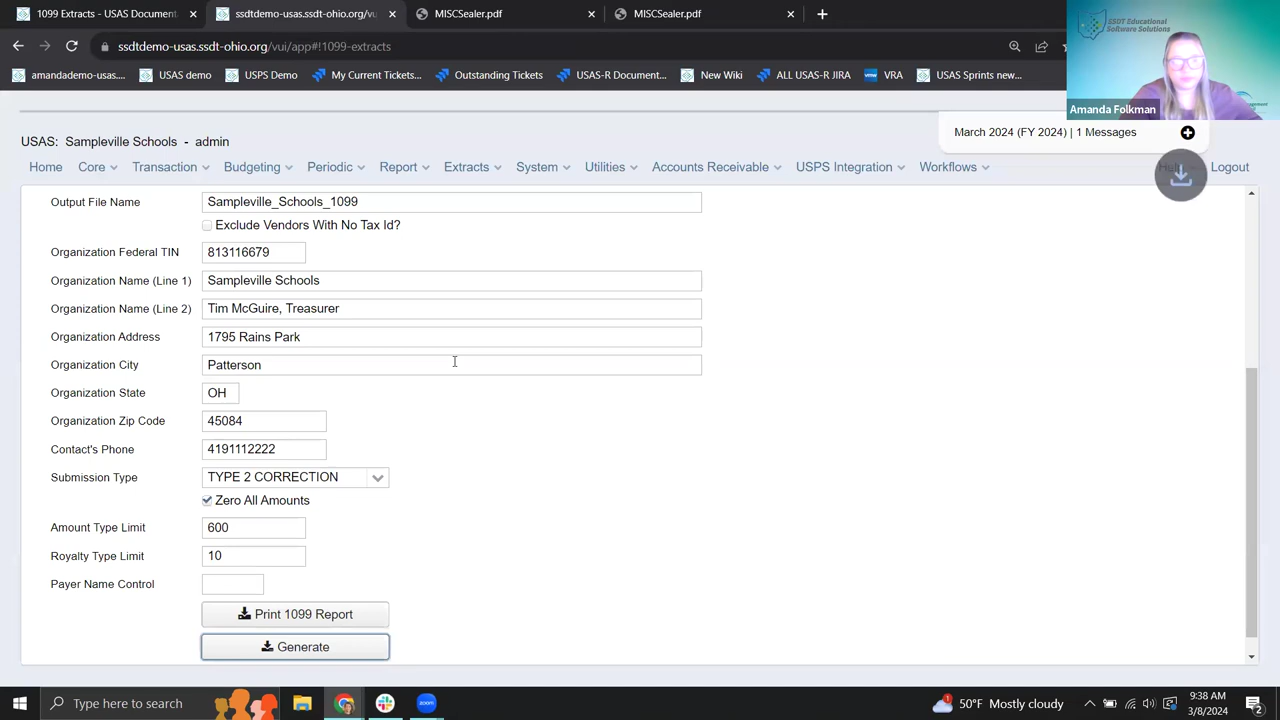 1099 Extracts - USAS Document
ssdtdemo-usas.ssdt-ohio.org/vu
MISCSealer.pdf
MISCSealer.pdf
SSDT Educational
Software Solutions
ssdtdemo-usas.ssdt-ohio.org/vui/app#!1099-extracts
amandademo-usas...
USAS demo
USPS Demo
My Current Tickets...
Outstanding Tickets
USAS-R Document...
New Wiki
ALL USAS-R JIRA
VRA
USAS Sprints new...
Amanda Folkman
March 2024 (FY 2024) | 1 Messages
USAS: Sampleville Schools - admin
Home
Core
Transaction
Budgeting
Periodic
Report
Extracts
System
Utilities
Accounts Receivable
USPS Integration
Workflows
Logout
Output File Name
Sampleville_Schools_1099
Exclude Vendors With No Tax Id?
Organization Federal TIN
813116679
Organization Name (Line 1)
Sampleville Schools
Organization Name (Line 2)
Tim McGuire, Treasurer
Organization Address
1795 Rains Park
Organization City
Patterson
Organization State
OH
Organization Zip Code
45084
Contact's Phone
4191112222
Submission Type
TYPE 2 CORRECTION
Zero All Amounts
Amount Type Limit
600
Royalty Type Limit
10
Payer Name Control
Print 1099 Report
Generate
Type here to search
50°F Mostly cloudy
9:38 AM
3/8/2024